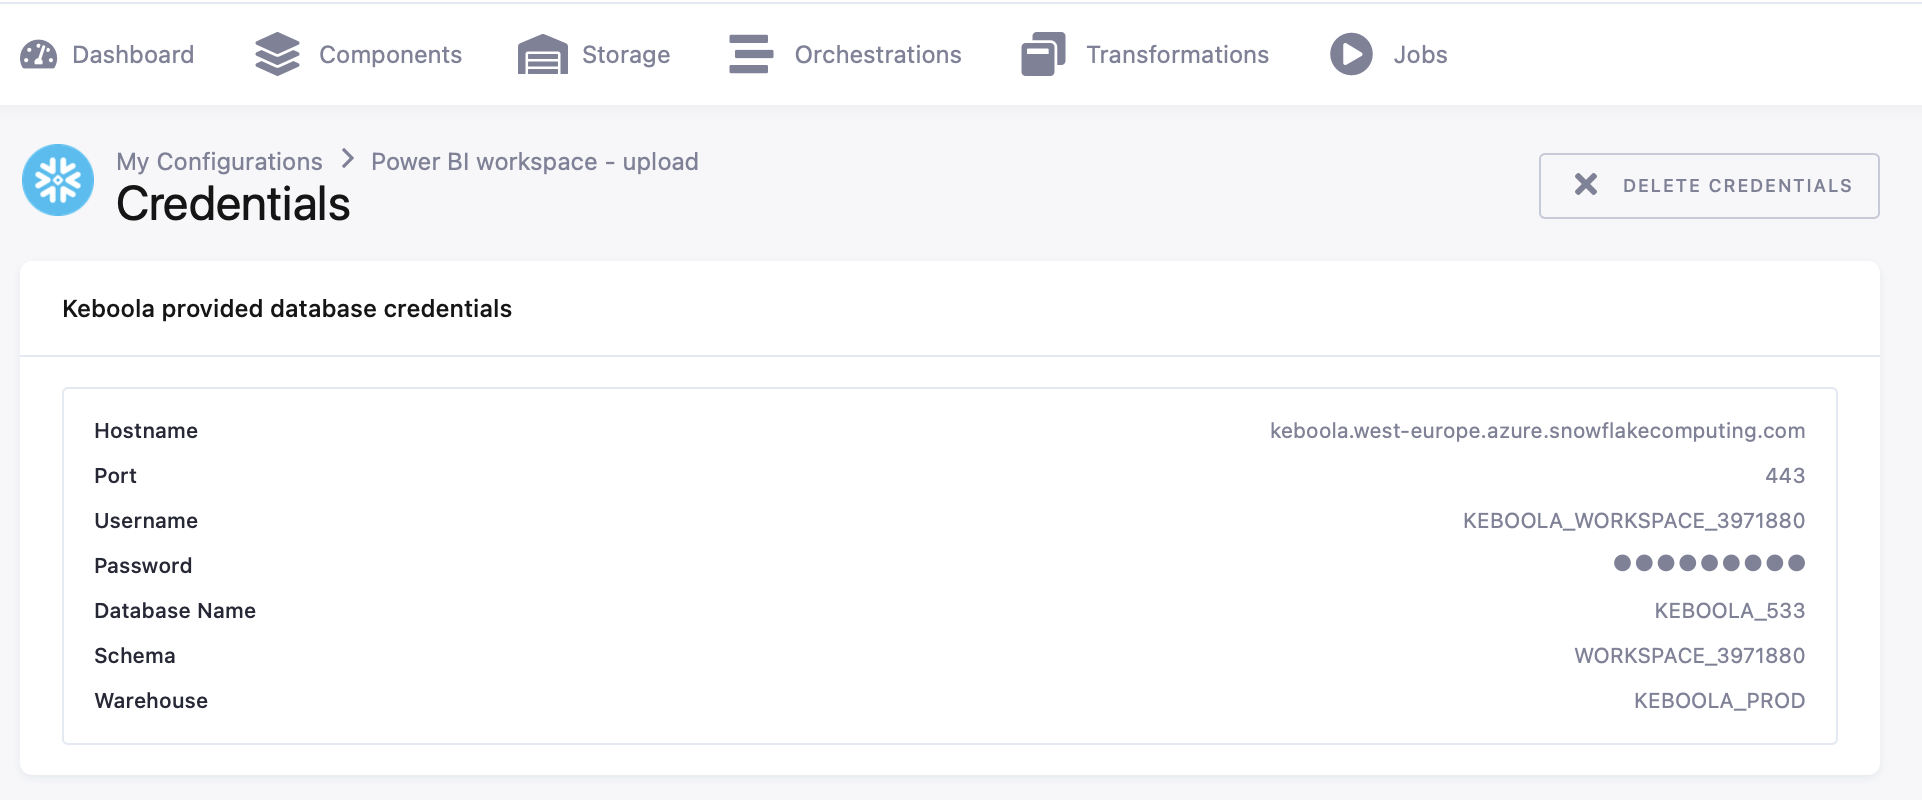 Dashboard Components Storage Orchestrations Transformations Jobs
My Configurations > Power BI workspace - upload
Credentials
DELETE CREDENTIALS
Keboola provided database credentials
Hostname keboola.west-europe.azure.snowflakecomputing.com
Port 443
Username KEBOOLA_WORKSPACE_3971880
Password ●●●●●●●●●
Database Name KEBOOLA_533
Schema WORKSPACE_3971880
Warehouse KEBOOLA_PROD